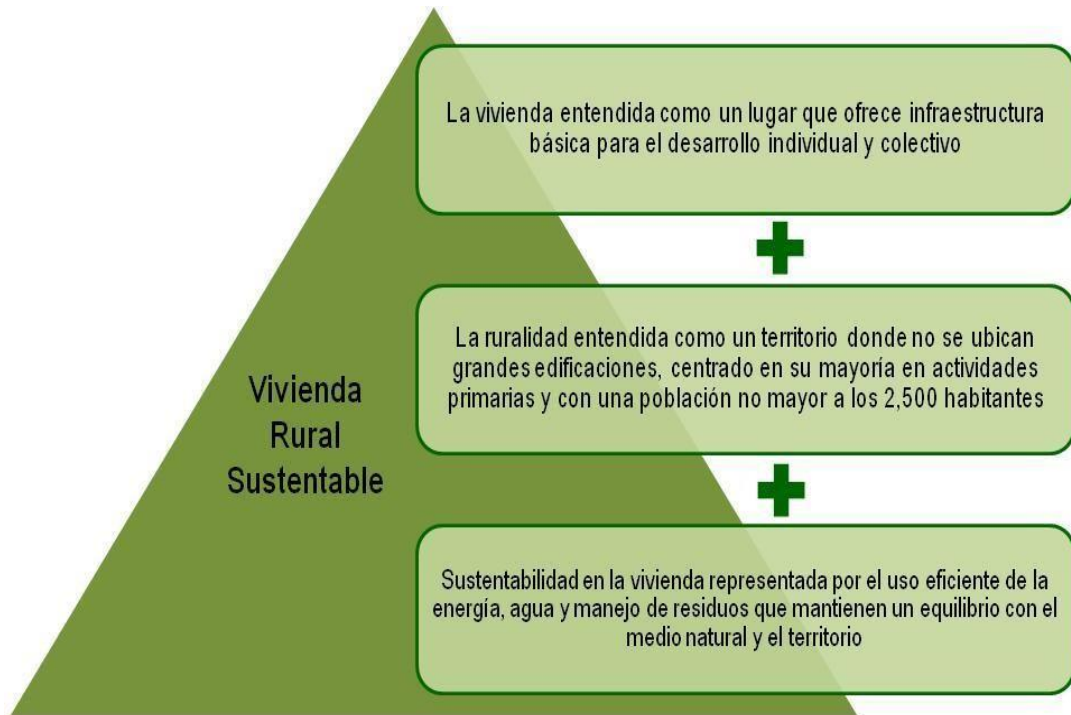 La vivienda entendida como un lugar que ofrece infraestructura
básica para el desarrollo individual y colectivo
La ruralidad entendida como un territorio donde no se ubican
grandes edificaciones, centrado en su mayoría en actividades
primarias y con una población no mayor a los 2,500 habitantes
Vivienda
Rural
Sustentable
Sustentabilidad en la vivienda representada por el uso eficiente de la
energía, agua y manejo de residuos que mantienen un equilibrio con el
medio natural y el territorio